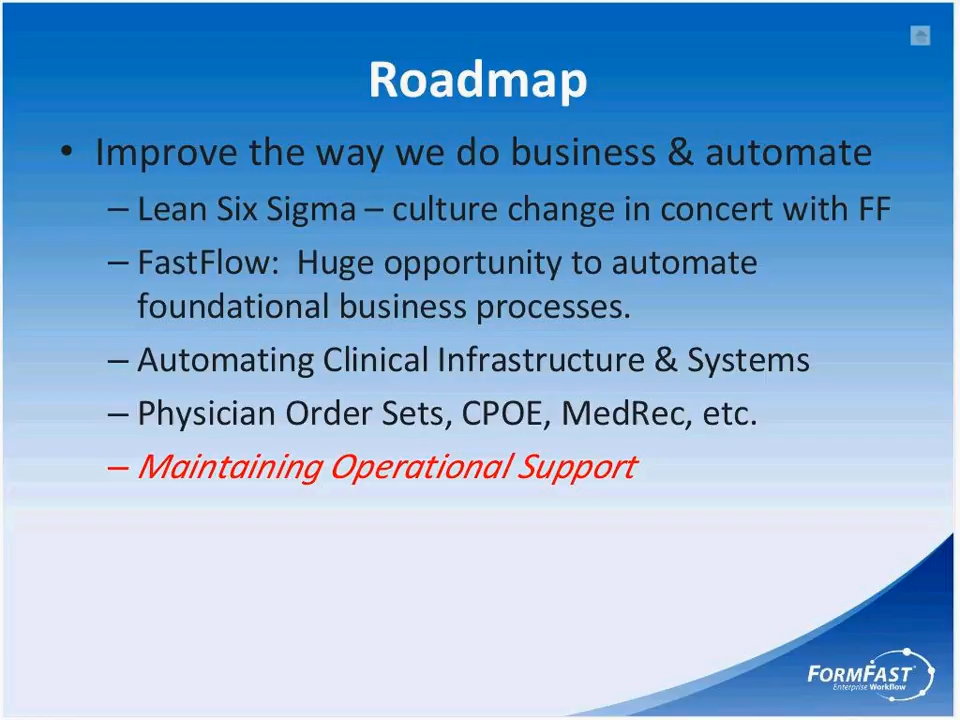 Roadmap
• Improve the way we do business & automate
– Lean Six Sigma – culture change in concert with FF
– FastFlow:  Huge opportunity to automate
foundational business processes.
– Automating Clinical Infrastructure & Systems
– Physician Order Sets, CPOE, MedRec, etc.
– Maintaining Operational Support
FORMFAST
Enterprise Workflow